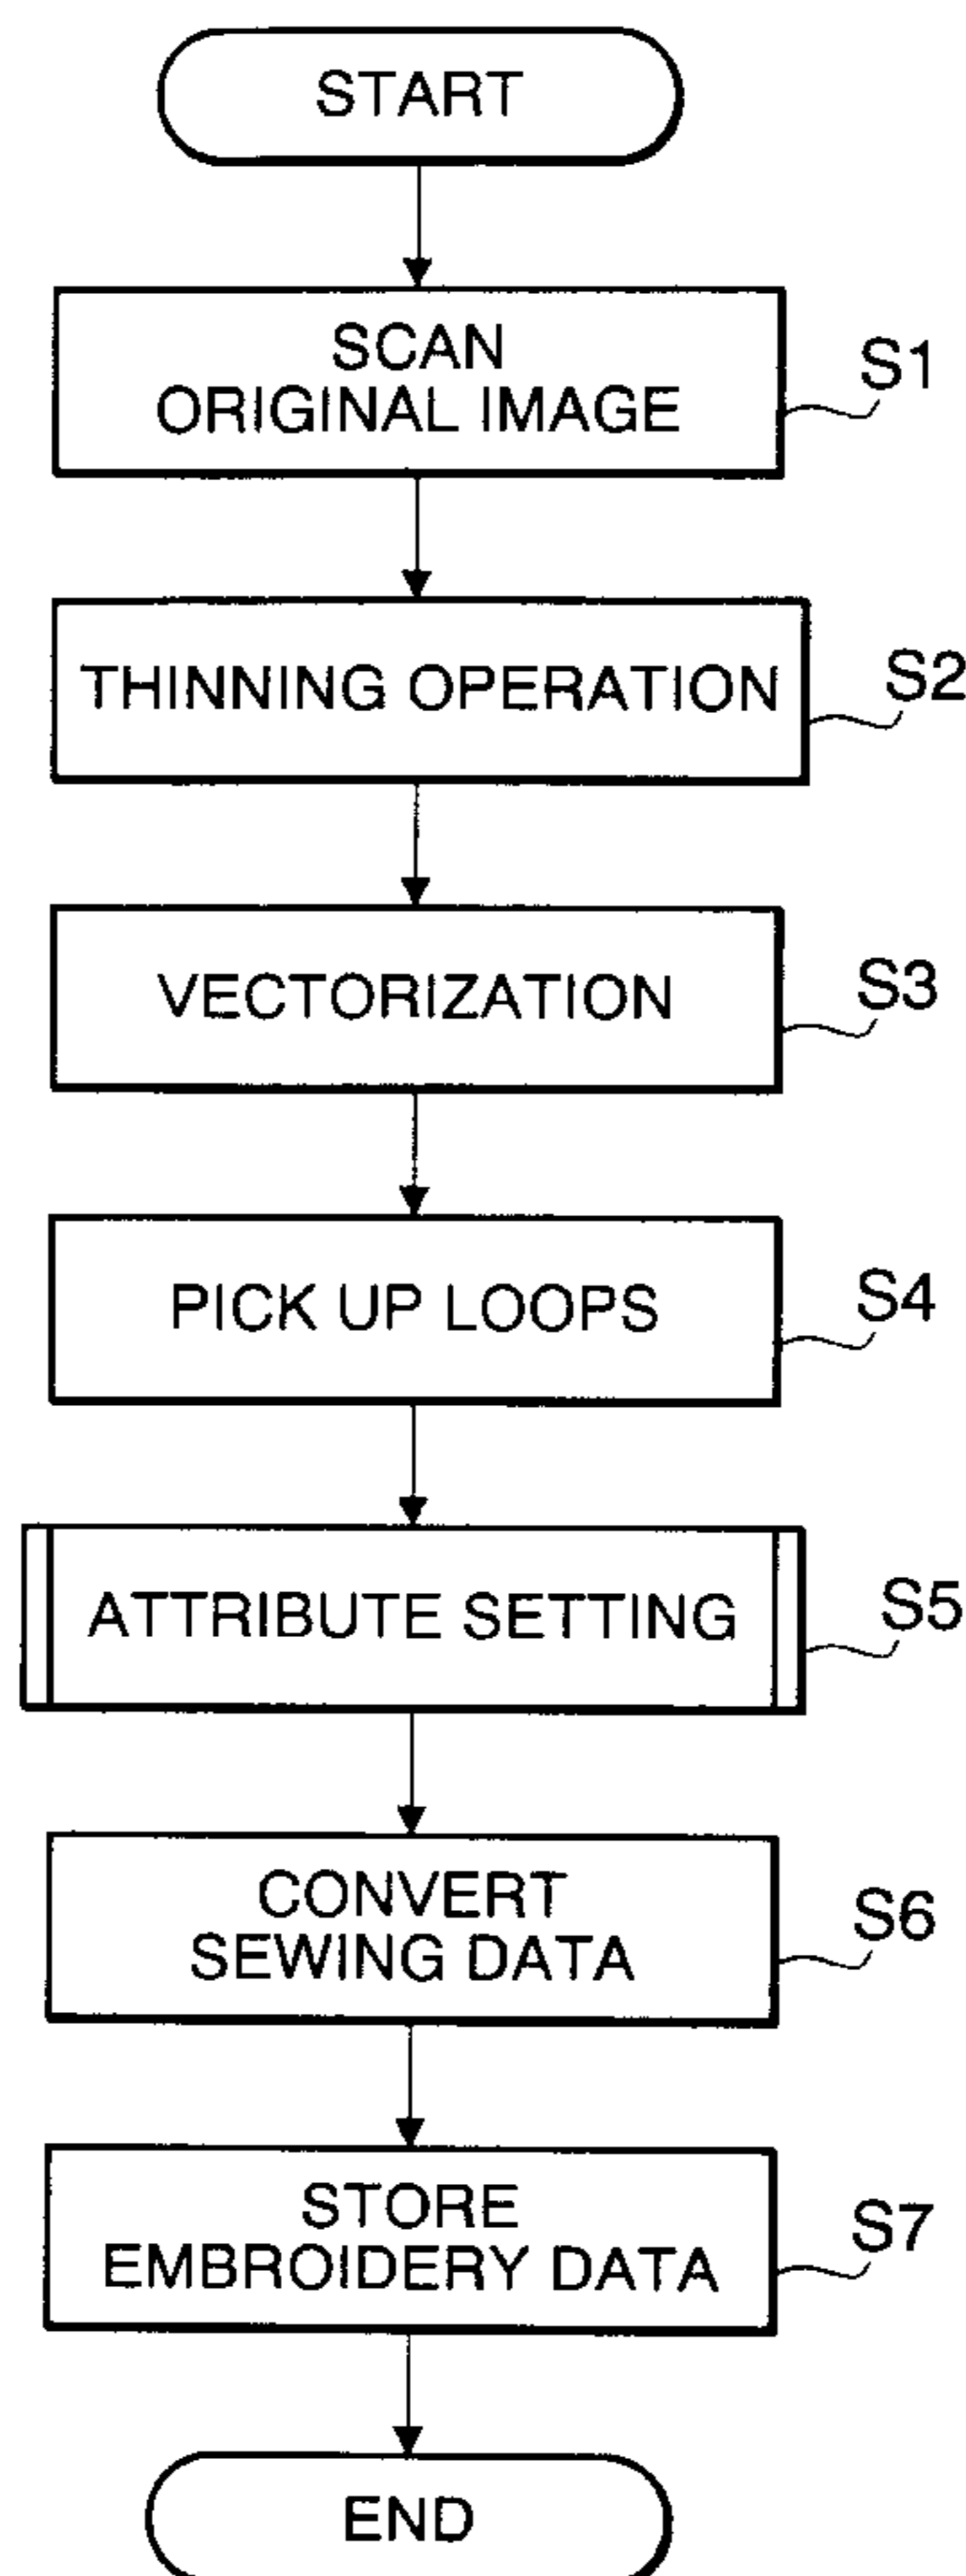 START
SCAN
ORIGINAL IMAGE
S1
THINNING OPERATION
S2
VECTORIZATION
S3
PICK UP LOOPS
S4
ATTRIBUTE SETTING
S5
CONVERT
SEWING DATA
S6
STORE
EMBROIDERY DATA
S7
END